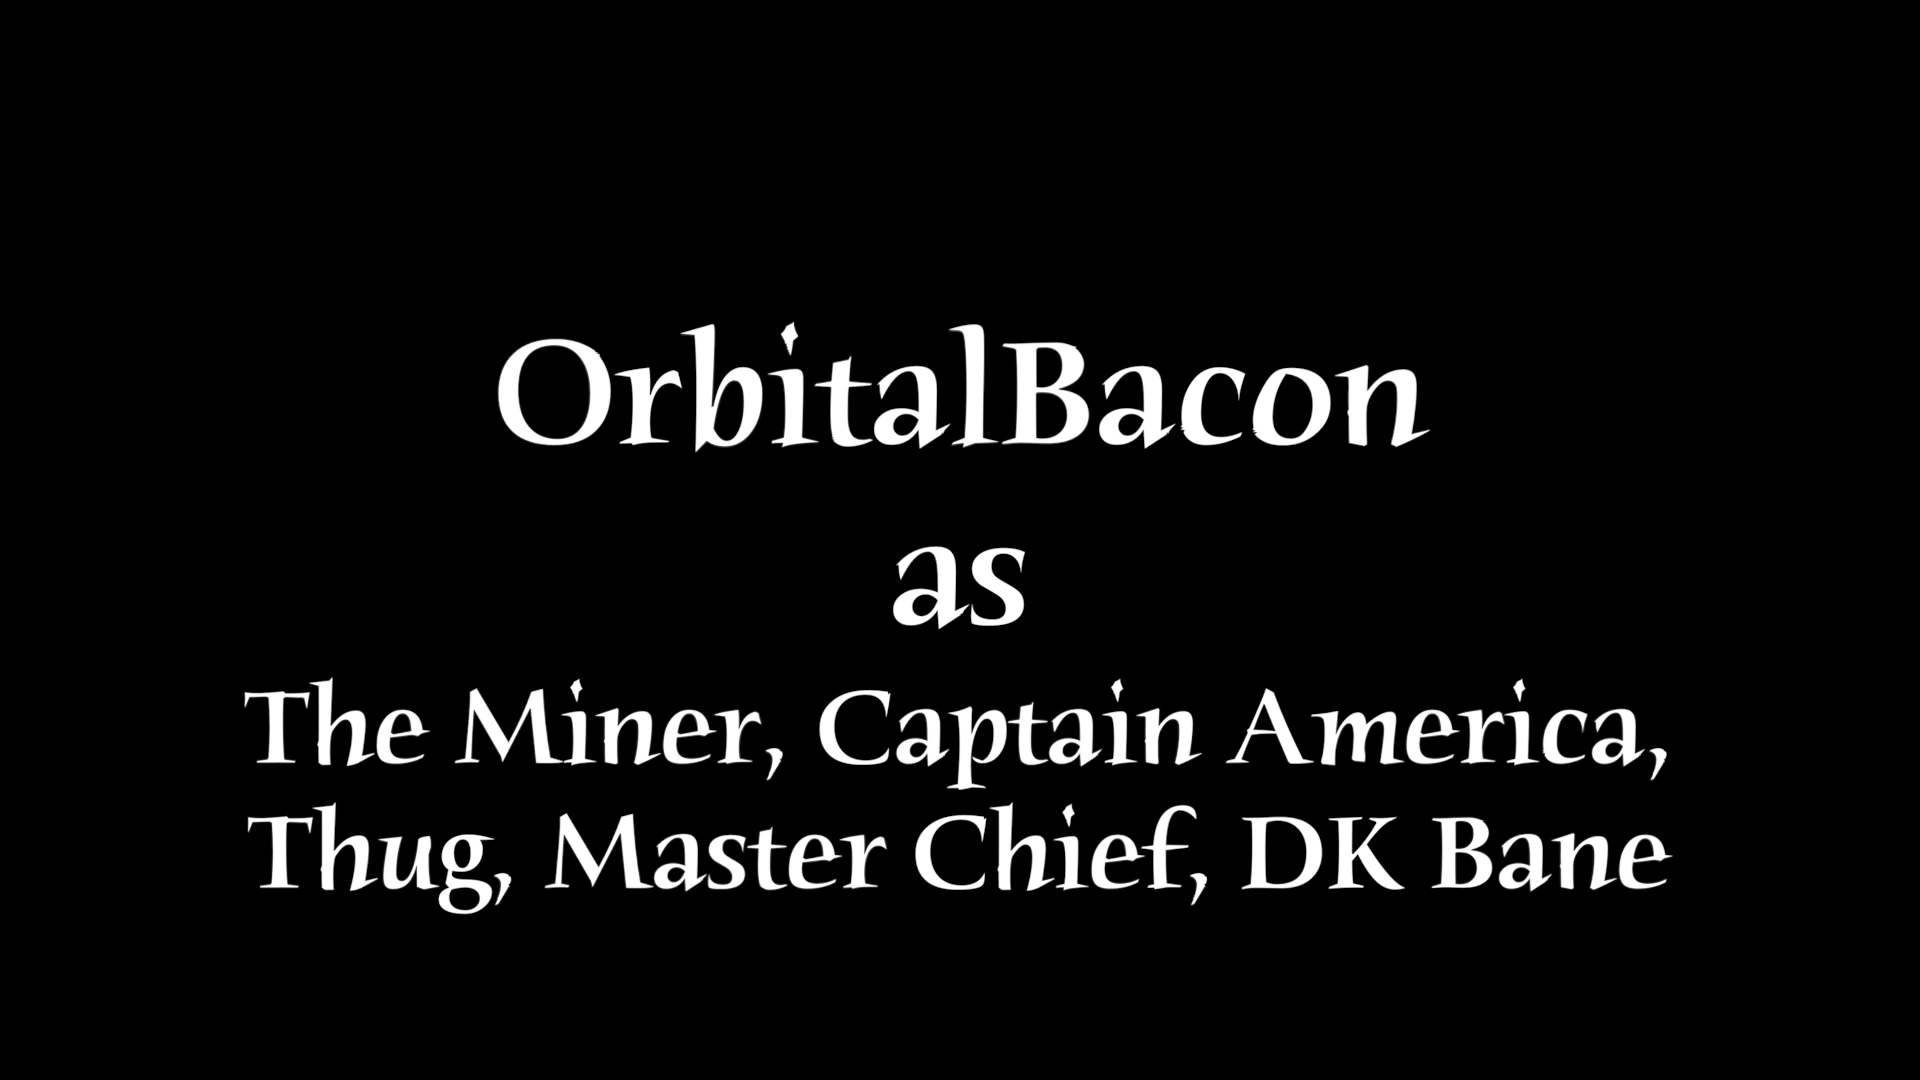 OrbitalBacon
as
The Miner, Captain America,
Thug, Master Chief, DK Bane